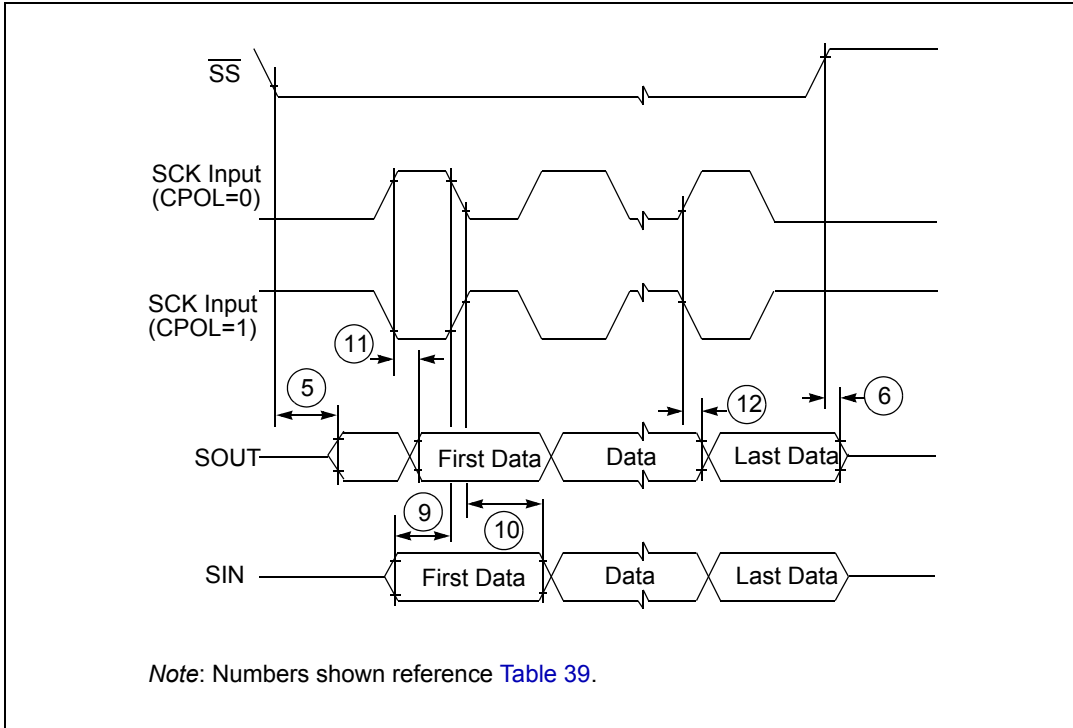 SS
SCK Input
(CPOL=0)
SCK Input
(CPOL=1)
11
5
12
6
SOUT
First Data
Data
Last Data
9
10
SIN
First Data
Data
Last Data
Note: Numbers shown reference Table 39.